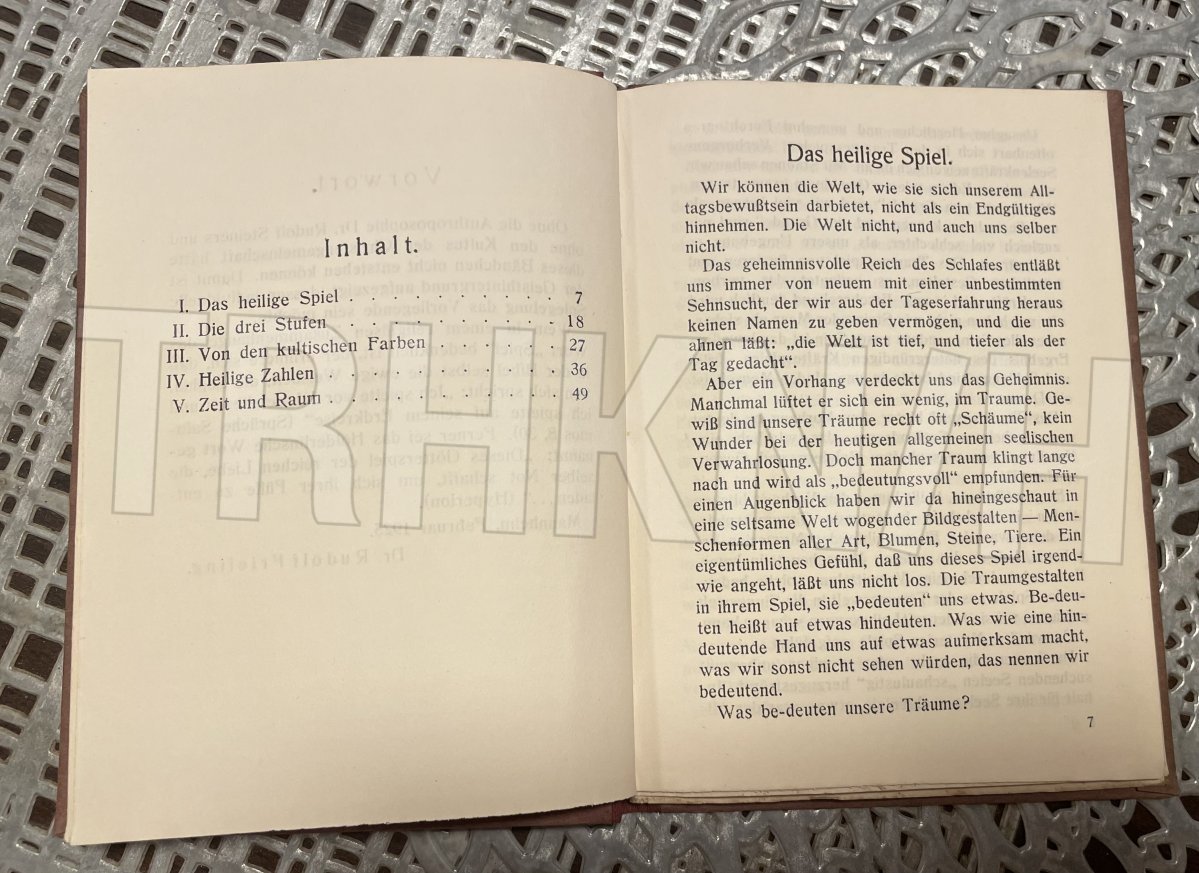 Inhalt.
I. Das heilige Spiel . . . . . . . . . 7
II. Die drei Stufen . . . . . . . . . 18
III. Von den kultischen Farben . . . . . . 27
IV. Heilige Zahlen . . . . . . . . . . 36
V. Zeit und Raum . . . . . . . . . . 49
Das heilige Spiel.
Wir können die Welt, wie sie sich unserem All-
tagsbewußtsein darbietet, nicht als ein Endgültiges
hinnehmen. Die Welt nicht, und auch uns selber
nicht.
Das geheimnisvolle Reich des Schlafes entläßt
uns immer von neuem mit einer unbestimmten
Sehnsucht, der wir aus der Tageserfahrung heraus
keinen Namen zu geben vermögen, und die uns
ahnen läßt: „die Welt ist tief, und tiefer als der
Tag gedacht“.
Aber ein Vorhang verdeckt uns das Geheimnis.
Manchmal lüftet er sich ein wenig, im Traume. Ge-
wiß sind unsere Träume recht oft „Schäume“, kein
Wunder bei der heutigen allgemeinen seelischen
Verwahrlosung. Doch mancher Traum klingt lange
nach und wird als „bedeutungsvoll“ empfunden. Für
einen Augenblick haben wir da hineingeschaut in
eine seltsame Welt wogender Bildgestalten — Men-
schenformen aller Art, Blumen, Steine, Tiere. Ein
eigentümliches Gefühl, daß uns dieses Spiel irgend-
wie angeht, läßt uns nicht los. Die Traumgestalten
in ihrem Spiel, sie „bedeuten“ uns etwas. Be-deu-
ten heißt auf etwas hindeuten. Was wie eine hin-
deutende Hand uns auf etwas aufmerksam macht,
was wir sonst nicht sehen würden, das nennen wir
bedeutend.
Was be-deuten unsere Träume?
7